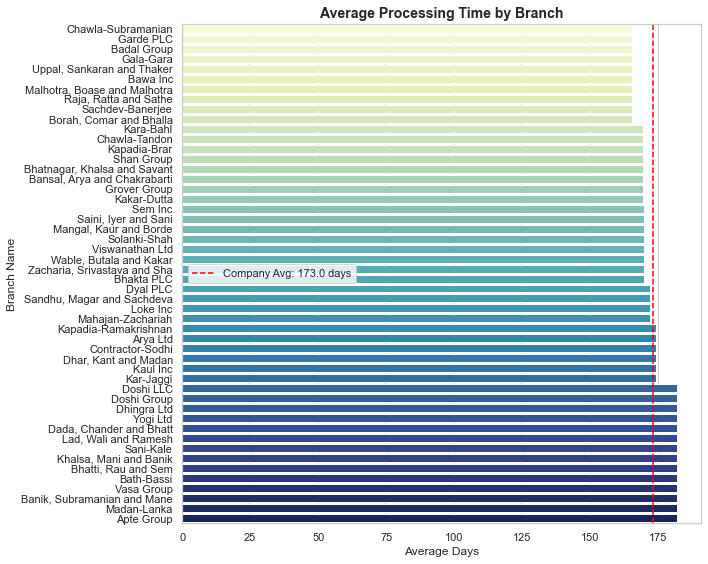 Average Processing Time by Branch
Chawla-Subramanian
Garde PLC
Badal Group
Gala-Gara
Uppal, Sankaran and Thaker
Bawa Inc
Malhotra, Boase and Malhotra
Raja, Ratta and Sathe
Sachdev-Banerjee
Borah, Comar and Bhalla
Kara-Bahl
Chawla-Tandon
Kapadia-Brar
Shan Group
Bhatnagar, Khalsa and Savant
Bansal, Arya and Chakrabarti
Grover Group
Kakar-Dutta
Sem Inc
Saini, Iyer and Sani
Mangal, Kaur and Borde
Solanki-Shah
Viswanathan Ltd
Wable, Butala and Kakar
Zacharia, Srivastava and Sha
Bhakta PLC
Dyal PLC
Sandhu, Magar and Sachdeva
Loke Inc
Mahajan-Zachariah
Kapadia-Ramakrishnan
Arya Ltd
Contractor-Sodhi
Dhar, Kant and Madan
Kaul Inc
Kar-Jaggi
Doshi LLC
Doshi Group
Dhingra Ltd
Yogi Ltd
Dada, Chander and Bhatt
Lad, Wali and Ramesh
Sani-Kale
Khalsa, Mani and Banik
Bhatti, Rau and Sem
Bath-Bassi
Vasa Group
Banik, Subramanian and Mane
Madan-Lanka
Apte Group
Branch Name
Company Avg: 173.0 days
0 25 50 75 100 125 150 175
Average Days